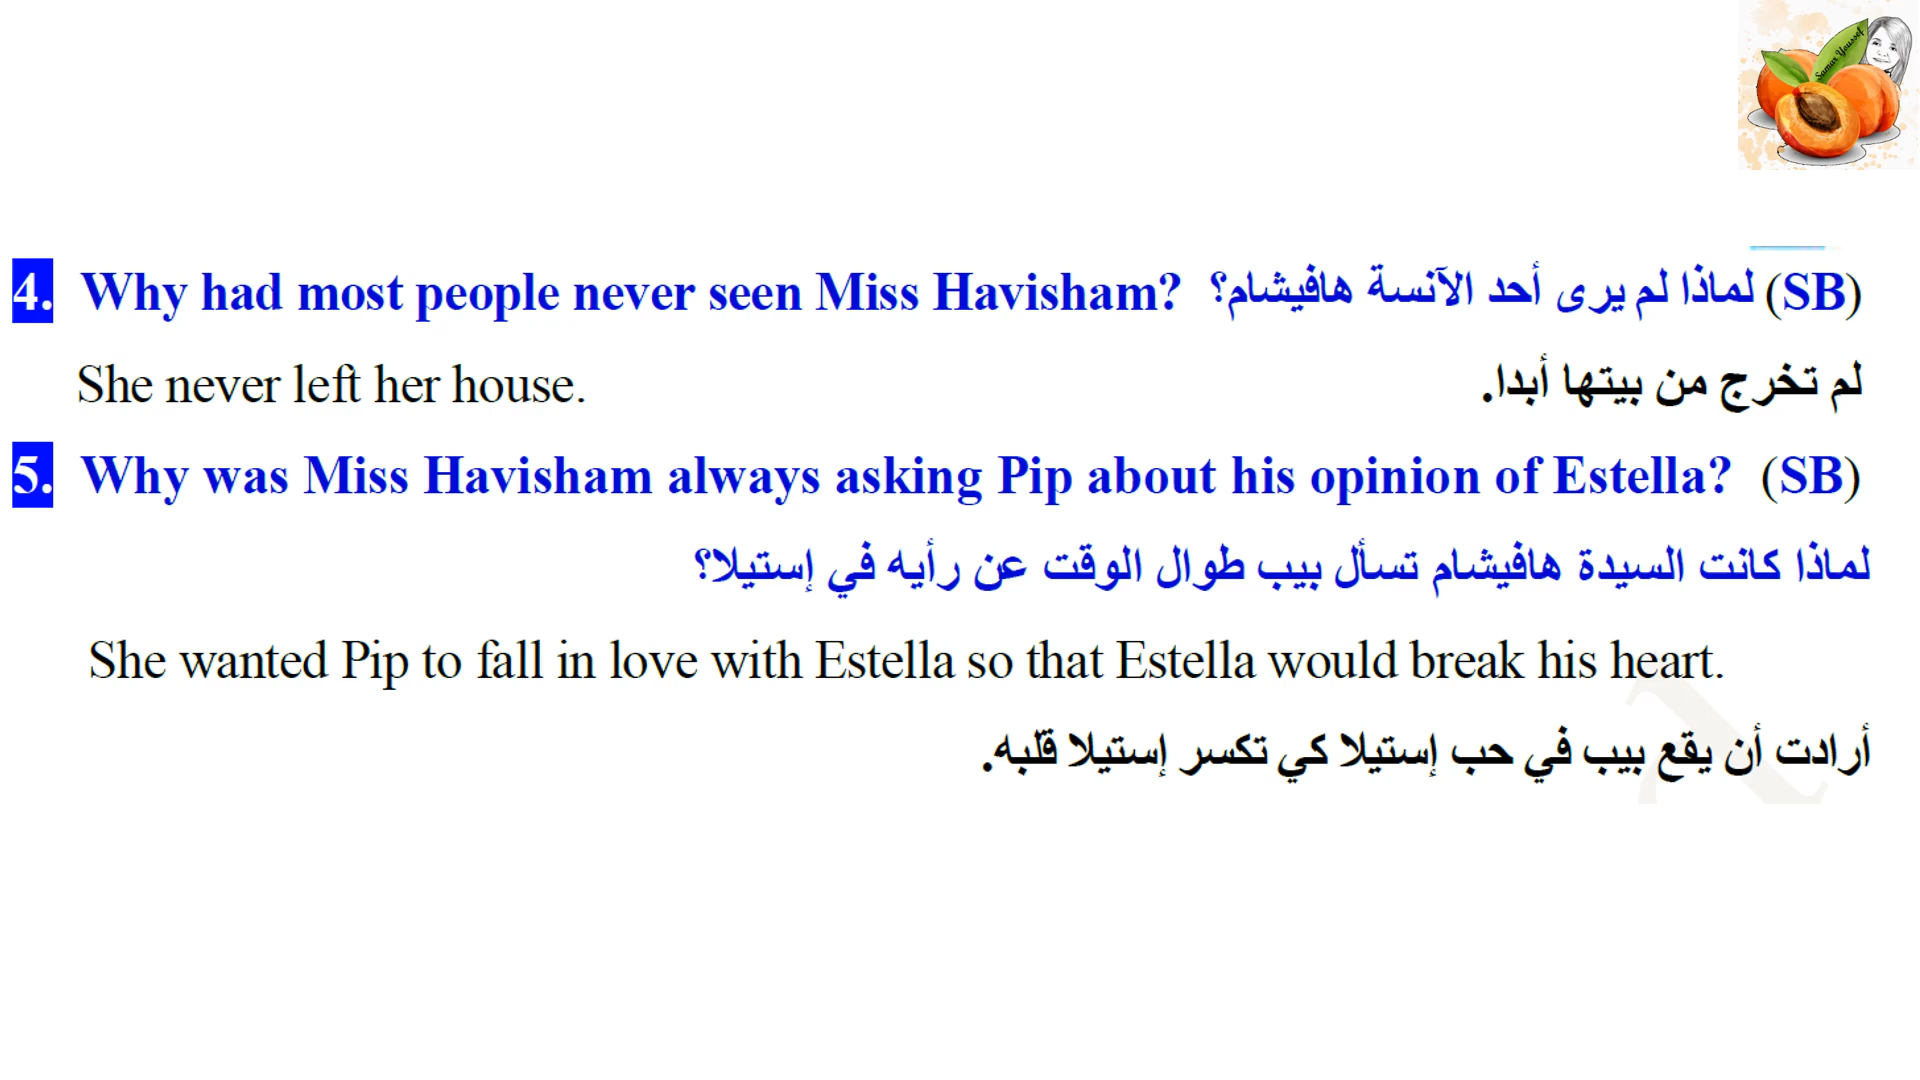 Samar Youssef
4. Why had most people never seen Miss Havisham? لماذا لم يرى أحد الآنسة هافيشام؟ (SB)
She never left her house. لم تخرج من بيتها أبدا.
5. Why was Miss Havisham always asking Pip about his opinion of Estella? (SB)
لماذا كانت السيدة هافيشام تسأل بيب طوال الوقت عن رأيه في إستيلا؟
She wanted Pip to fall in love with Estella so that Estella would break his heart.
أرادت أن يقع بيب في حب إستيلا كي تكسر إستيلا قلبه.